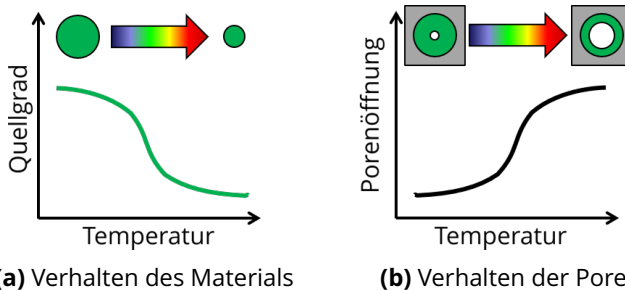 Quellgrad
Temperatur
(a) Verhalten des Materials
Porenöffnung
Temperatur
(b) Verhalten der Pore